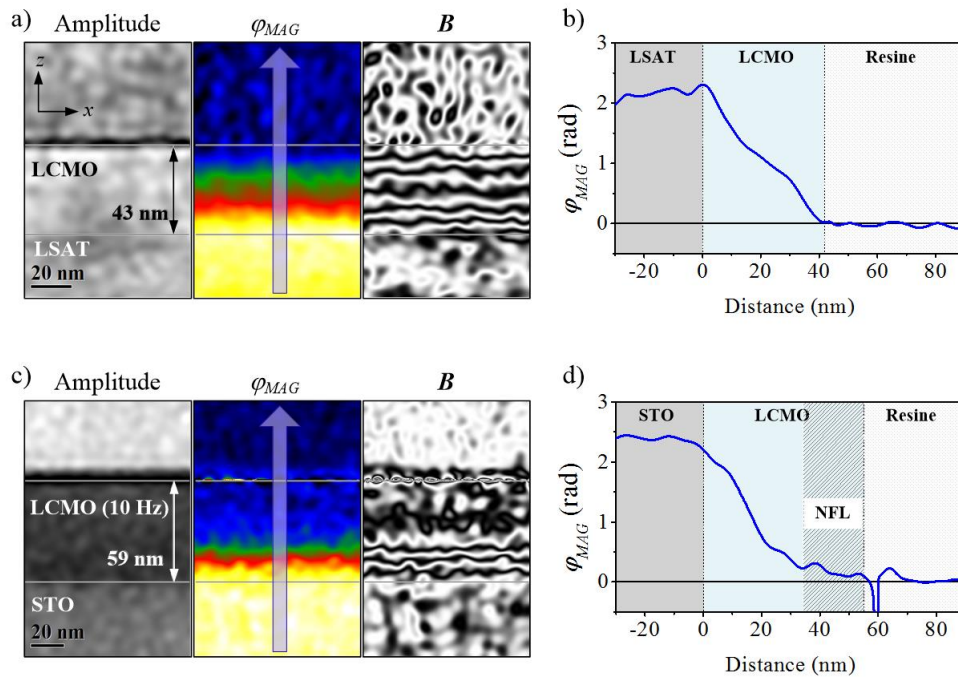 a)
Amplitude
φMAG
B
z
x
LCMO
43 nm
LSAT
20 nm
b)
3
2
1
0
φMAG (rad)
LSAT
LCMO
Resine
-20
0
20
40
60
80
Distance (nm)
c)
Amplitude
φMAG
B
LCMO (10 Hz)
59 nm
STO
20 nm
d)
3
2
1
0
φMAG (rad)
STO
LCMO
Resine
NFL
-20
0
20
40
60
80
Distance (nm)